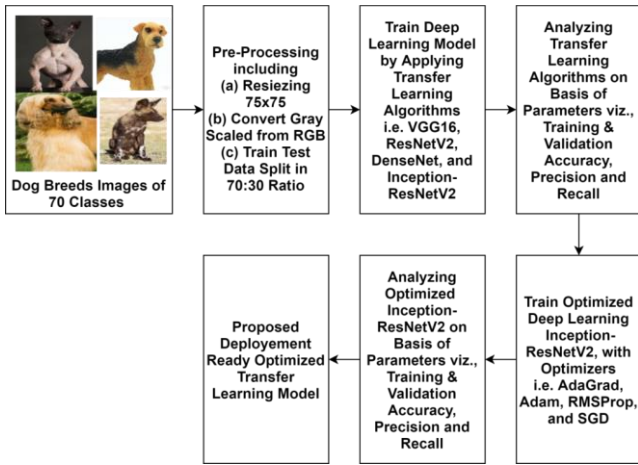 Dog Breeds Images of
70 Classes
Pre-Processing
including
(a) Resiezing
75x75
(b) Convert Gray
Scaled from RGB
(c) Train Test
Data Split in
70:30 Ratio
Train Deep
Learning Model
by Applying
Transfer
Learning
Algorithms
i.e. VGG16,
ResNetV2,
DenseNet, and
Inception-
ResNetV2
Analyzing
Transfer
Learning
Algorithms on
Basis of
Parameters viz.,
Training &
Validation
Accuracy,
Precision and
Recall
Train Optimized
Deep Learning
Inception-
ResNetV2, with
Optimizers
i.e. AdaGrad,
Adam, RMSProp,
and SGD
Analyzing
Optimized
Inception-
ResNetV2 on
Basis of
Parameters viz.,
Training &
Validation
Accuracy,
Precision and
Recall
Proposed
Deployement
Ready Optimized
Transfer
Learning Model